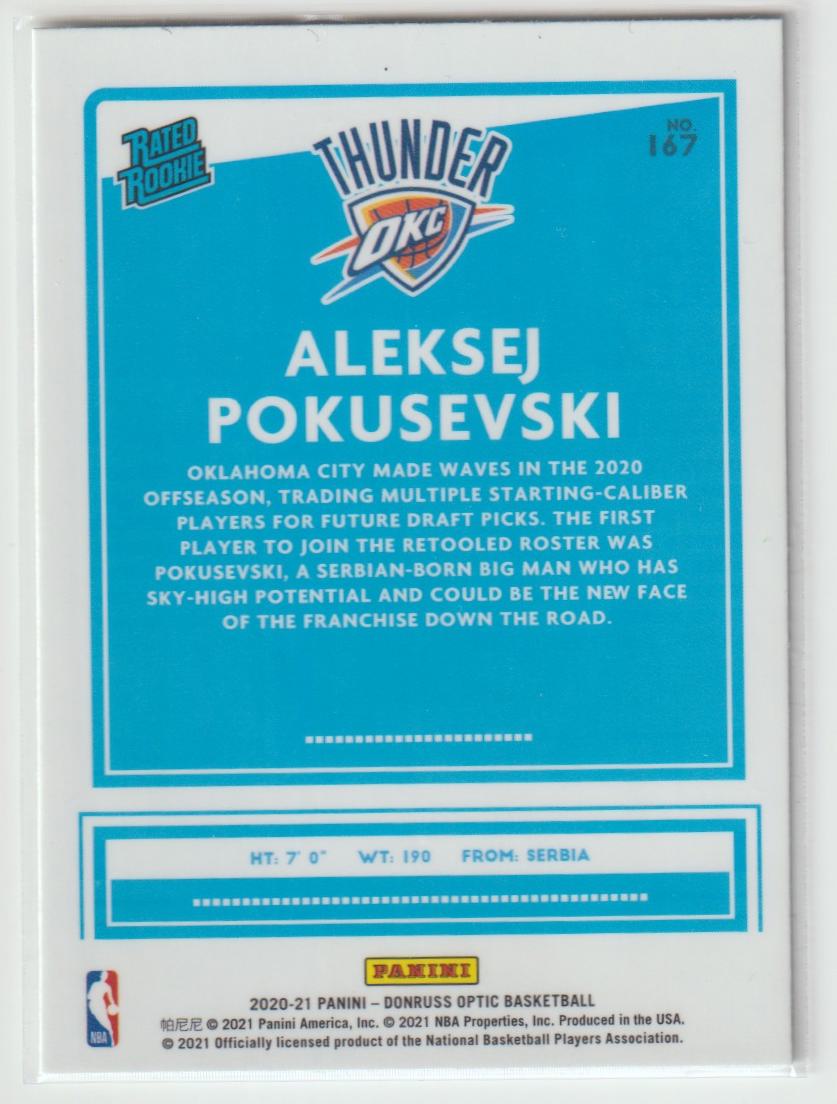 RATED
ROOKIE
THUNDER
OKC
NO.
167
ALEKSEJ
POKUSEVSKI
OKLAHOMA CITY MADE WAVES IN THE 2020
OFFSEASON, TRADING MULTIPLE STARTING-CALIBER
PLAYERS FOR FUTURE DRAFT PICKS. THE FIRST
PLAYER TO JOIN THE RETOOLED ROSTER WAS
POKUSEVSKI, A SERBIAN-BORN BIG MAN WHO HAS
SKY-HIGH POTENTIAL AND COULD BE THE NEW FACE
OF THE FRANCHISE DOWN THE ROAD.
HT: 7' 0" WT: 190 FROM: SERBIA
PANINI
NBA
2020-21 PANINI – DONRUSS OPTIC BASKETBALL
帕尼尼 © 2021 Panini America, Inc. © 2021 NBA Properties, Inc. Produced in the USA.
© 2021 Officially licensed product of the National Basketball Players Association.